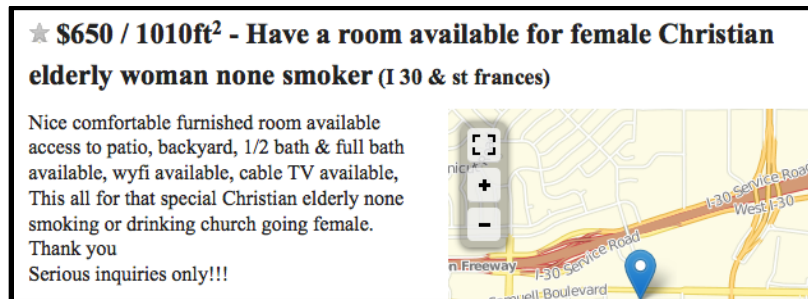 ★ $650 / 1010ft² - Have a room available for female Christian
elderly woman none smoker (I 30 & st frances)
Nice comfortable furnished room available
access to patio, backyard, 1/2 bath & full bath
available, wyfi available, cable TV available,
This all for that special Christian elderly none
smoking or drinking church going female.
Thank you
Serious inquiries only!!!
+
−
I-30 Service Road
West I-30
n Freeway
I-30 Service Road
Boulevard